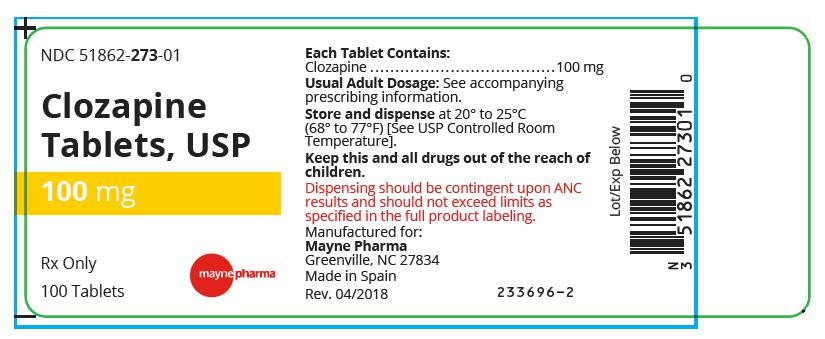 NDC 51862-273-01
Clozapine
Tablets, USP
100 mg
Rx Only
100 Tablets
maynepharma
Each Tablet Contains:
Clozapine .....................................100 mg
Usual Adult Dosage: See accompanying
prescribing information.
Store and dispense at 20° to 25°C
(68° to 77°F) [See USP Controlled Room
Temperature].
Keep this and all drugs out of the reach of
children.
Dispensing should be contingent upon ANC
results and should not exceed limits as
specified in the full product labeling.
Manufactured for:
Mayne Pharma
Greenville, NC 27834
Made in Spain
Rev. 04/2018
233696-2
Lot/Exp Below
N
3 51862 27301 0